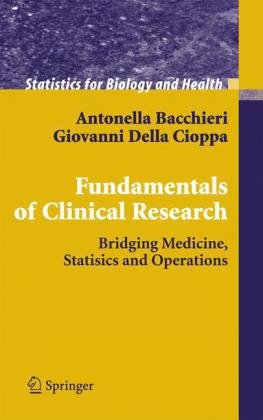 Statistics for Biology and Health
Antonella Bacchieri
Giovanni Della Cioppa
Fundamentals
of Clinical Research
Bridging Medicine,
Statisics and Operations
Springer